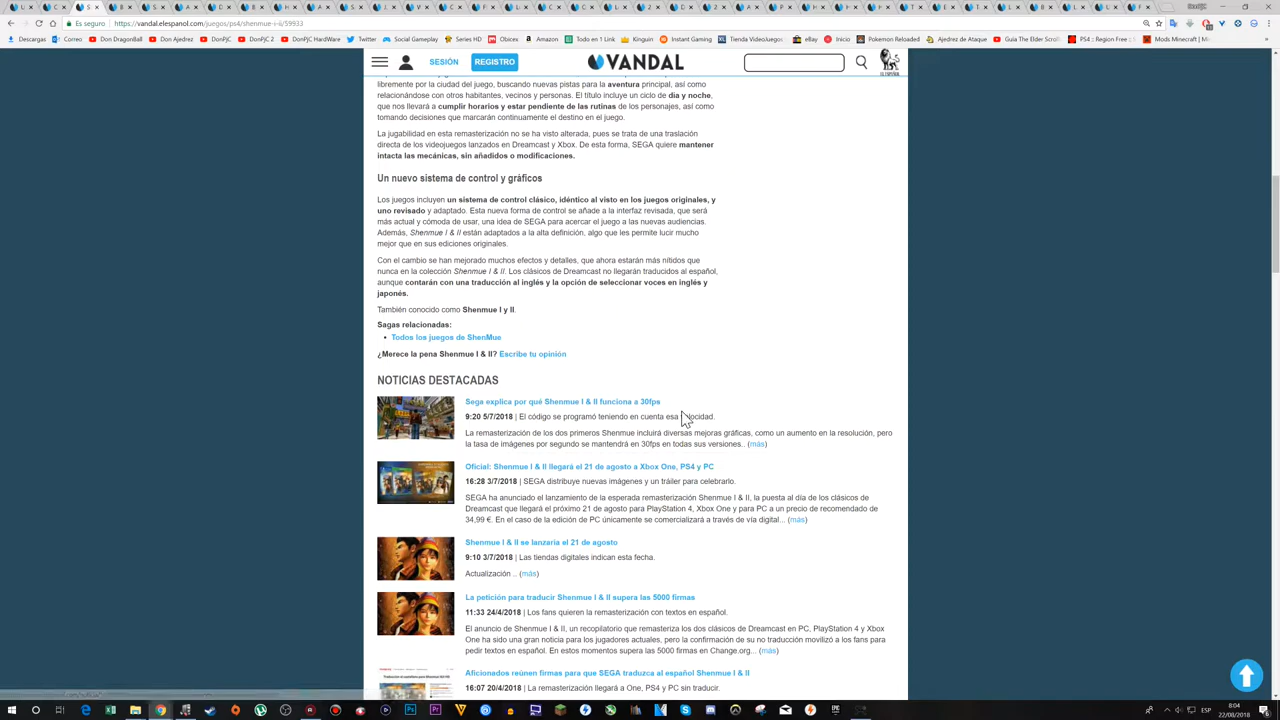 Es seguro | https://vandal.elespanol.com/juegos/ps4/shenmue-i-ii/59933
Descargas Correo Don DragonBall Don Ajedrez DonPJC DonPJC 2 DonPJC HardWare Twitter Social Gameplay Series HD Obicex Amazon Todo en 1 Link Kinguin Instant Gaming Tienda VideoJuegos eBay Inicio Pokemon Reloaded Ajedrez de Ataque Guia The Elder Scroll PS4 :: Region Free :: Mods Minecraft | M
SESIÓN REGISTRO VANDAL EL ESPAÑOL
libremente por la ciudad del juego, buscando nuevas pistas para la aventura principal, así como
relacionándose con otros habitantes, vecinos y personas. El título incluye un ciclo de día y noche,
que nos llevará a cumplir horarios y estar pendiente de las rutinas de los personajes, así como
tomando decisiones que marcarán continuamente el destino en el juego.
La jugabilidad en esta remasterización no se ha visto alterada, pues se trata de una traslación
directa de los videojuegos lanzados en Dreamcast y Xbox. De esta forma, SEGA quiere mantener
intacta las mecánicas, sin añadidos o modificaciones.
Un nuevo sistema de control y gráficos
Los juegos incluyen un sistema de control clásico, idéntico al visto en los juegos originales, y
uno revisado y adaptado. Esta nueva forma de control se añade a la interfaz revisada, que será
más actual y cómoda de usar, una idea de SEGA para acercar el juego a las nuevas audiencias.
Además, Shenmue I & II están adaptados a la alta definición, algo que les permite lucir mucho
mejor que en sus ediciones originales.
Con el cambio se han mejorado muchos efectos y detalles, que ahora estarán más nítidos que
nunca en la colección Shenmue I & II. Los clásicos de Dreamcast no llegarán traducidos al español,
aunque contarán con una traducción al inglés y la opción de seleccionar voces en inglés y
japonés.
También conocido como Shenmue I y II.
Sagas relacionadas:
• Todos los juegos de ShenMue
¿Merece la pena Shenmue I & II? Escribe tu opinión
NOTICIAS DESTACADAS
Sega explica por qué Shenmue I & II funciona a 30fps
9:20 5/7/2018 | El código se programó teniendo en cuenta esa velocidad.
La remasterización de los dos primeros Shenmue incluirá diversas mejoras gráficas, como un aumento en la resolución, pero
la tasa de imágenes por segundo se mantendrá en 30fps en todas sus versiones.. (más)
Oficial: Shenmue I & II llegará el 21 de agosto a Xbox One, PS4 y PC
16:28 3/7/2018 | SEGA distribuye nuevas imágenes y un tráiler para celebrarlo.
SEGA ha anunciado el lanzamiento de la esperada remasterización Shenmue I & II, la puesta al día de los clásicos de
Dreamcast que llegará el próximo 21 de agosto para PlayStation 4, Xbox One y para PC a un precio de recomendado de
34,99 €. En el caso de la edición de PC únicamente se comercializará a través de vía digital... (más)
Shenmue I & II se lanzaría el 21 de agosto
9:10 3/7/2018 | Las tiendas digitales indican esta fecha.
Actualización .. (más)
La petición para traducir Shenmue I & II supera las 5000 firmas
11:33 24/4/2018 | Los fans quieren la remasterización con textos en español.
El anuncio de Shenmue I & II, un recopilatorio que remasteriza los dos clásicos de Dreamcast en PC, PlayStation 4 y Xbox
One ha sido una gran noticia para los jugadores actuales, pero la confirmación de su no traducción movilizó a los fans para
pedir textos en español. En estos momentos supera las 5000 firmas en Change.org... (más)
Aficionados reúnen firmas para que SEGA traduzca al español Shenmue I & II
16:07 20/4/2018 | La remasterización llegará a One, PS4 y PC sin traducir.
ESP 8:04
22/08/2018